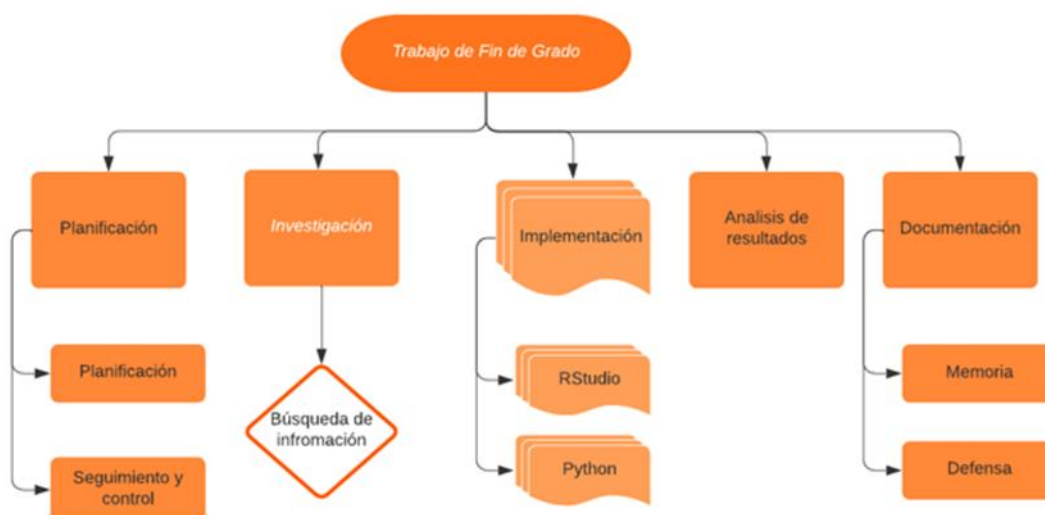 Trabajo de Fin de Grado
Planificación
Investigación
Implementación
Analisis de
resultados
Documentación
Planificación
RStudio
Memoria
Búsqueda de
infromación
Seguimiento y
control
Python
Defensa